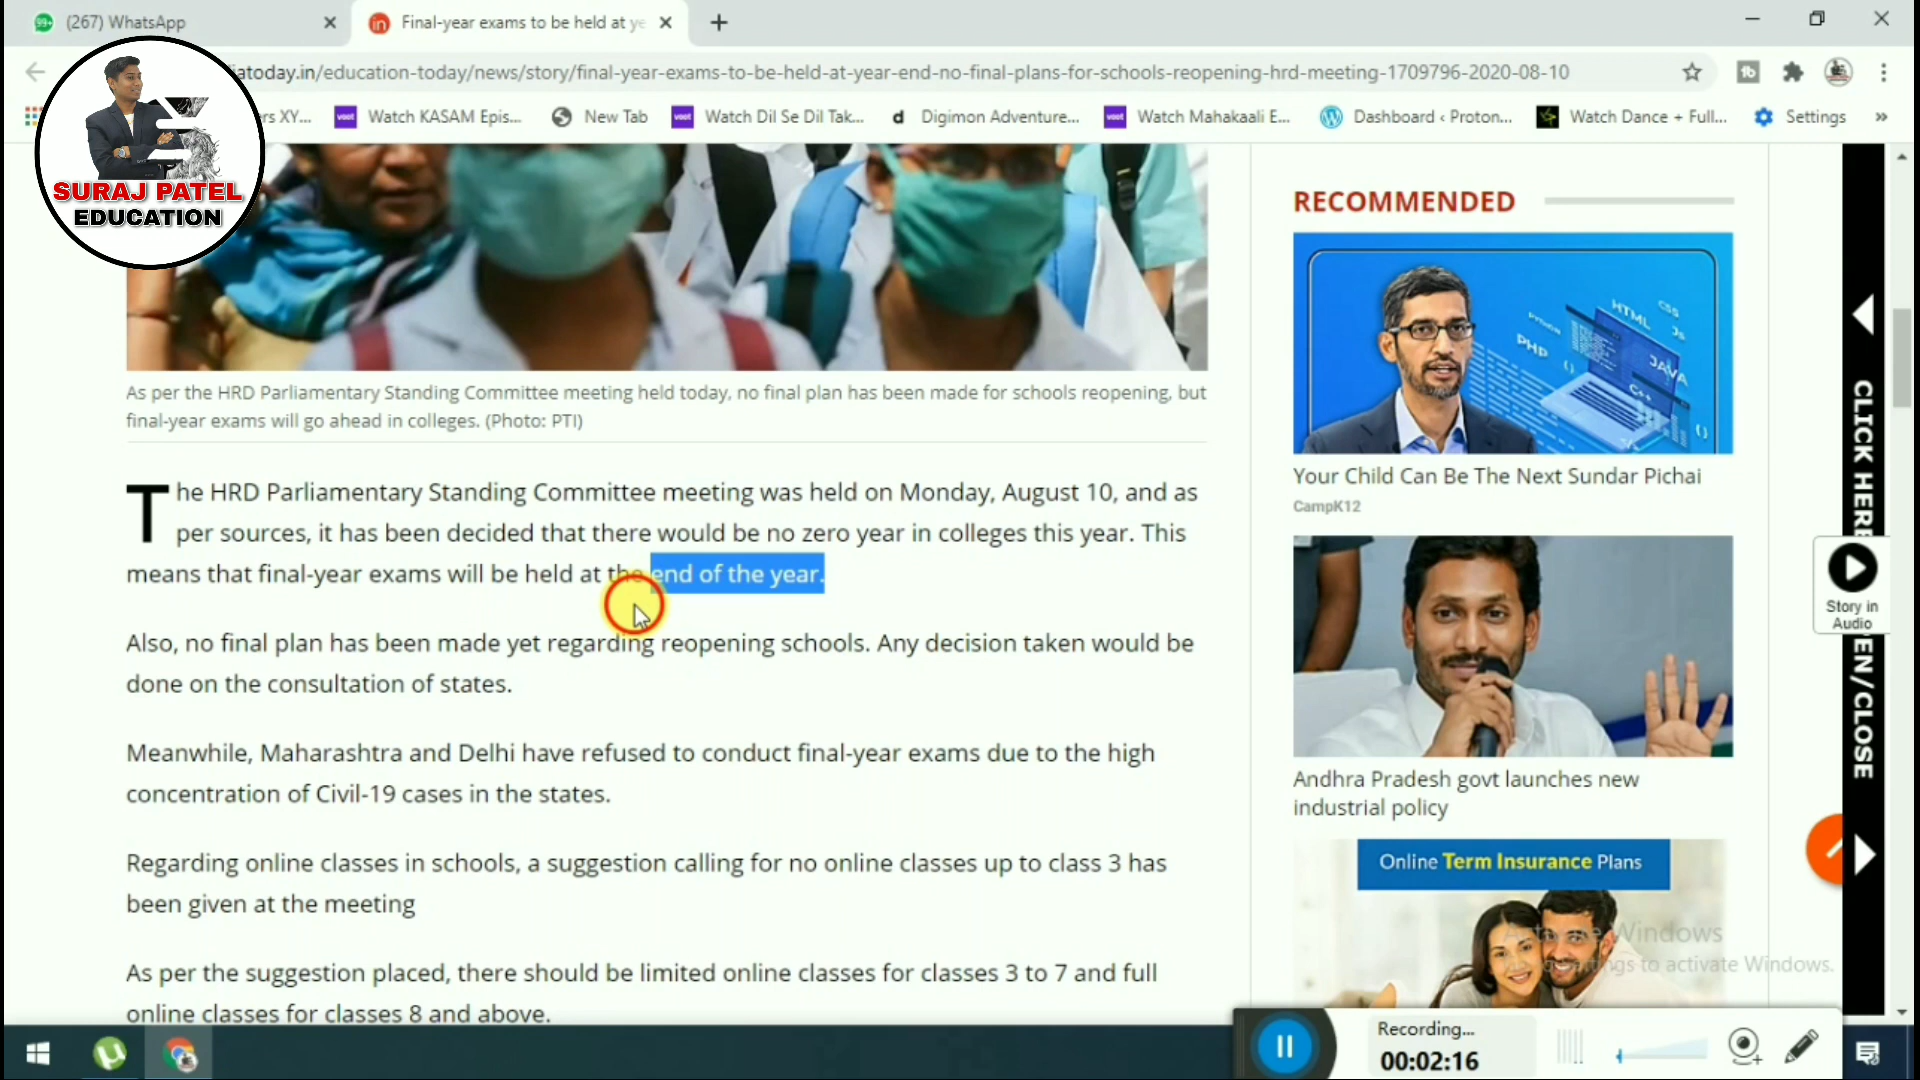 (267) WhatsApp
Final-year exams to be held at ye
iatoday.in/education-today/news/story/final-year-exams-to-be-held-at-year-end-no-final-plans-for-schools-reopening-hrd-meeting-1709796-2020-08-10
ers XY...
Watch KASAM Epis...
New Tab
Watch Dil Se Dil Tak...
Digimon Adventure...
Watch Mahakaali E...
Dashboard ‹ Proton...
Watch Dance + Full...
Settings
SURAJ PATEL
EDUCATION
As per the HRD Parliamentary Standing Committee meeting held today, no final plan has been made for schools reopening, but
final-year exams will go ahead in colleges. (Photo: PTI)
The HRD Parliamentary Standing Committee meeting was held on Monday, August 10, and as
per sources, it has been decided that there would be no zero year in colleges this year. This
means that final-year exams will be held at the end of the year.
Also, no final plan has been made yet regarding reopening schools. Any decision taken would be
done on the consultation of states.
Meanwhile, Maharashtra and Delhi have refused to conduct final-year exams due to the high
concentration of Civil-19 cases in the states.
Regarding online classes in schools, a suggestion calling for no online classes up to class 3 has
been given at the meeting
As per the suggestion placed, there should be limited online classes for classes 3 to 7 and full
online classes for classes 8 and above.
RECOMMENDED
HTML
CSS
Js
PYTHON
PHP
JAVA
C++
Your Child Can Be The Next Sundar Pichai
CampK12
Andhra Pradesh govt launches new
industrial policy
Online Term Insurance Plans
CLICK HERE
EN/CLOSE
Story in
Audio
Windows
to activate Windows.
Recording...
00:02:16